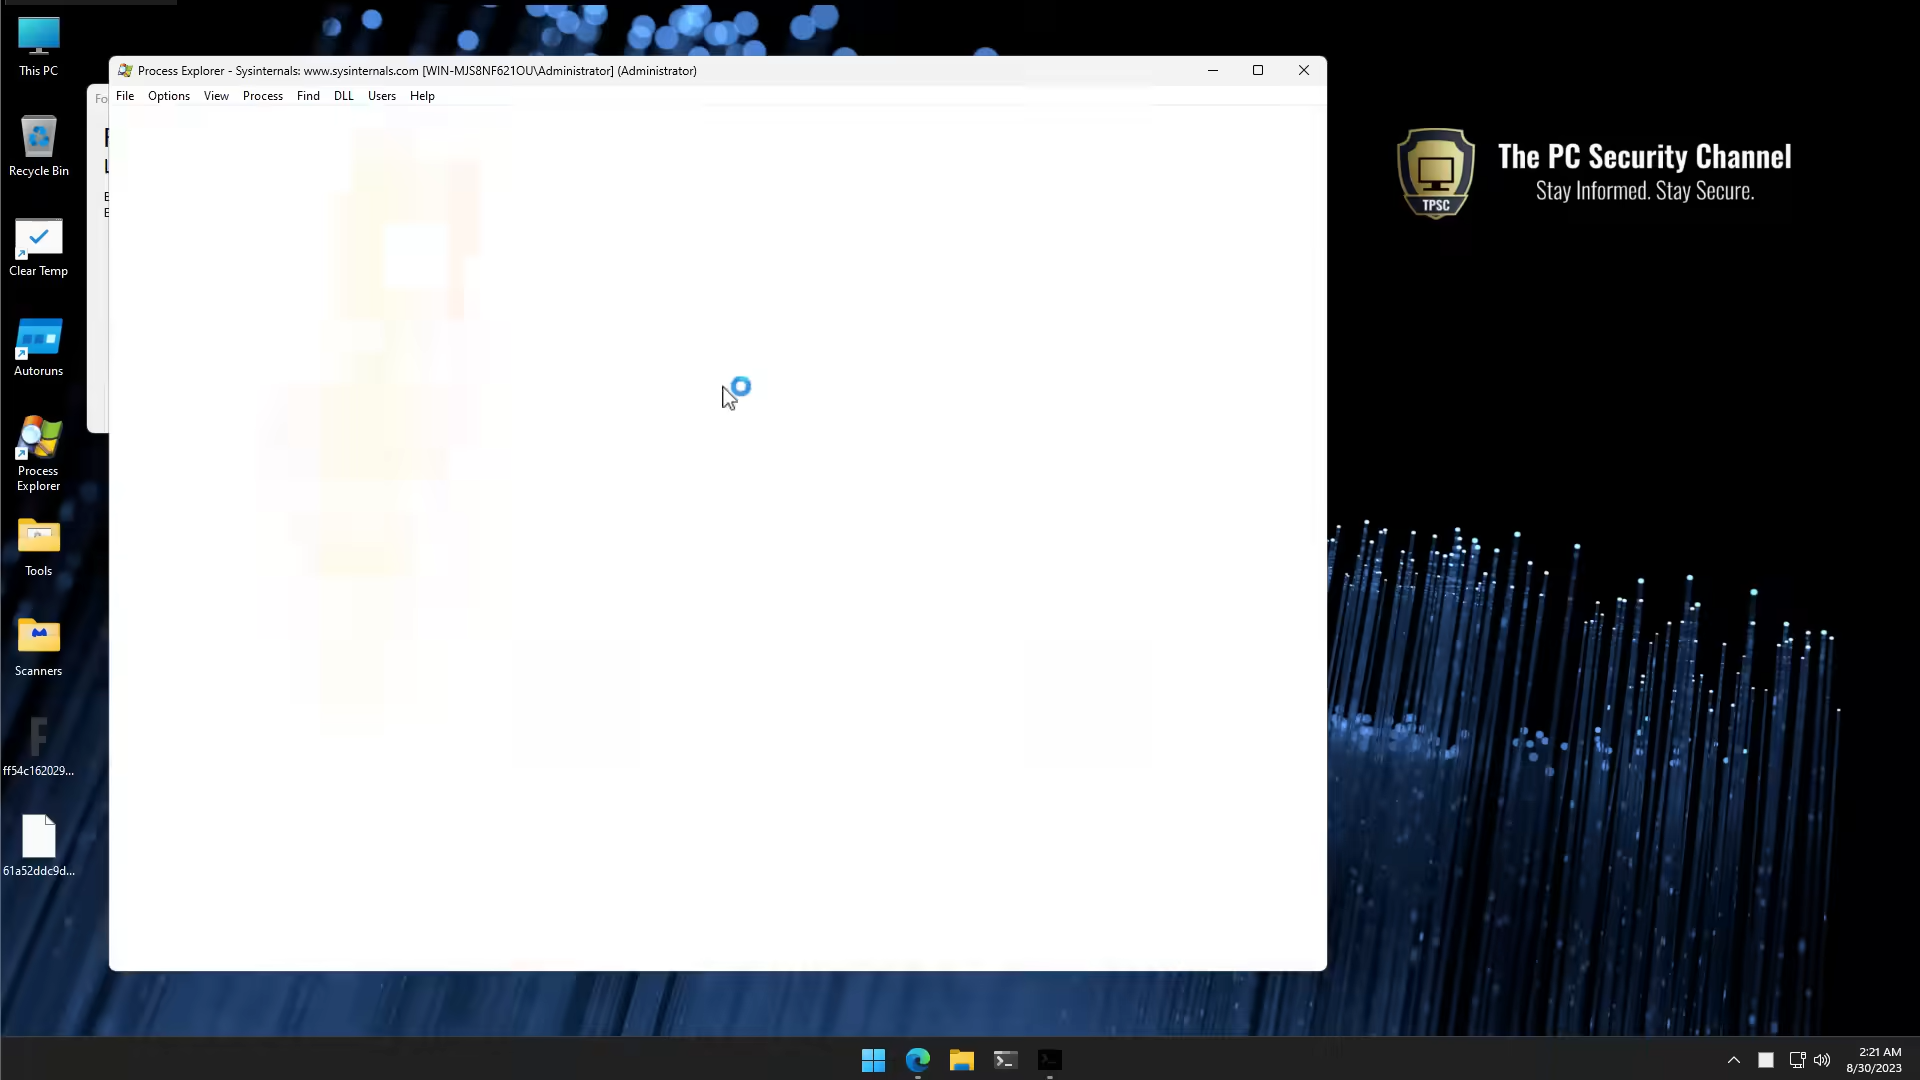 This PC
Recycle Bin
Clear Temp
Autoruns
Process
Explorer
Tools
Scanners
ff54c162029...
61a52ddc9d...
Fo
Process Explorer - Sysinternals: www.sysinternals.com [WIN-MJS8NF621OU\Administrator] (Administrator)
File Options View Process Find DLL Users Help
The PC Security Channel
Stay Informed. Stay Secure.
TPSC
2:21 AM
8/30/2023